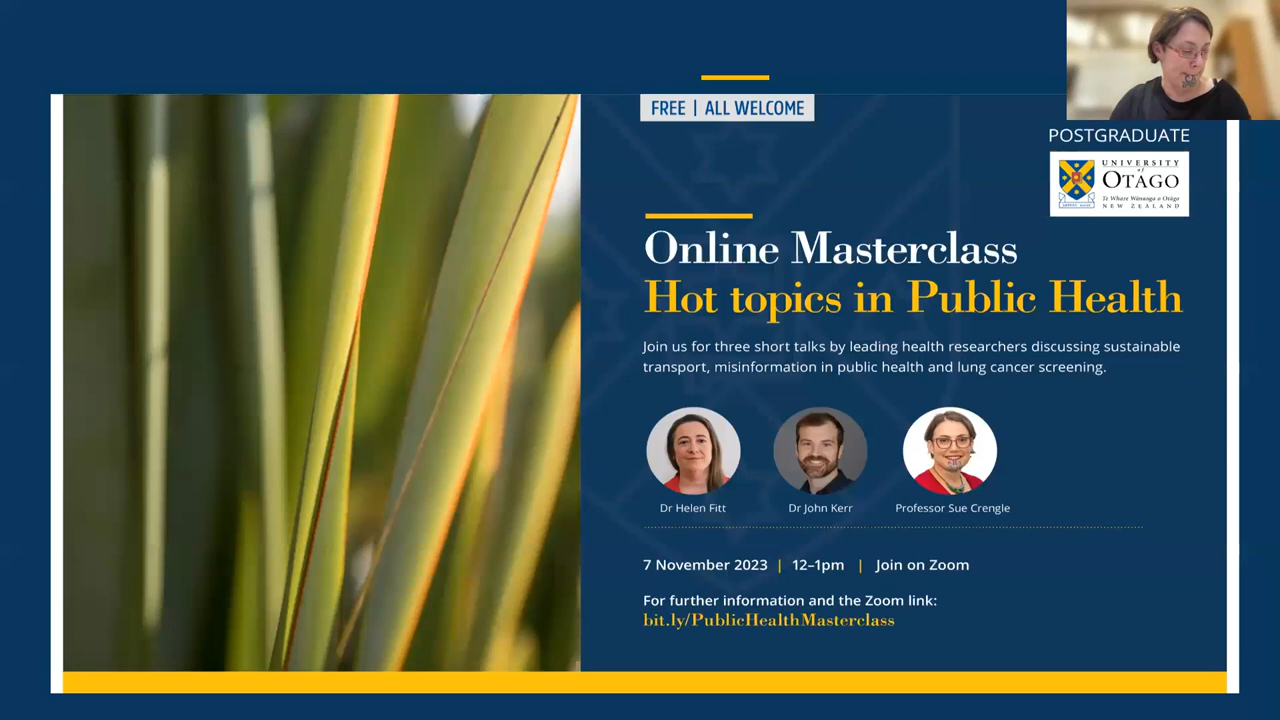 FREE | ALL WELCOME
POSTGRADUATE
UNIVERSITY
of
OTAGO
Te Whare Wānanga o Otāgo
NEW ZEALAND
Online Masterclass
Hot topics in Public Health
Join us for three short talks by leading health researchers discussing sustainable
transport, misinformation in public health and lung cancer screening.
Dr Helen Fitt
Dr John Kerr
Professor Sue Crengle
7 November 2023 | 12–1pm | Join on Zoom
For further information and the Zoom link:
bit.ly/PublicHealthMasterclass